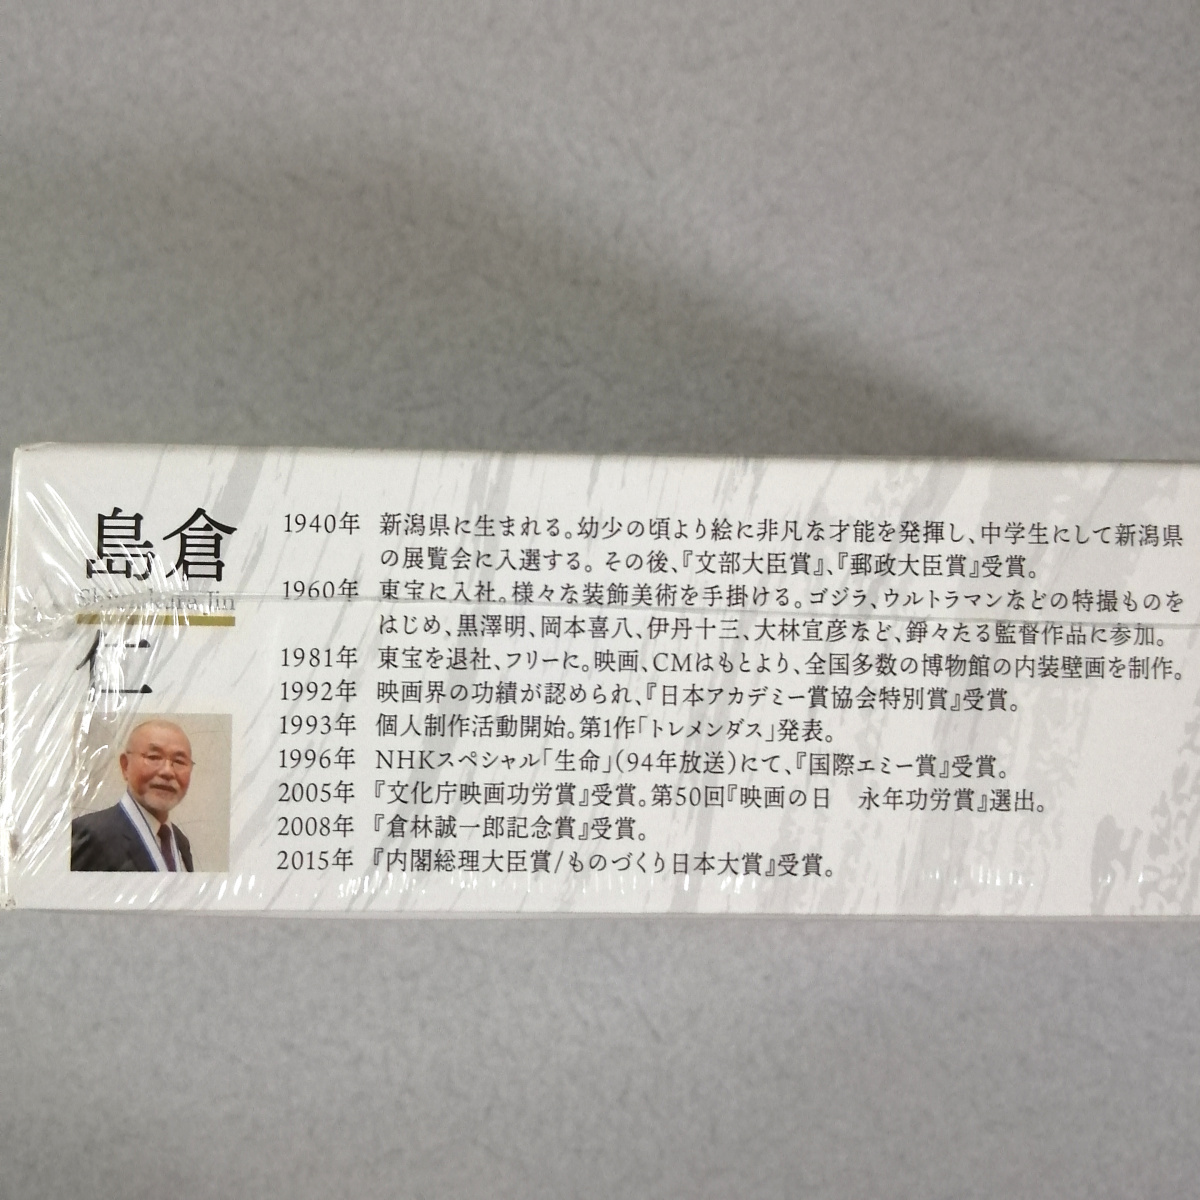 島倉仁
Shimakura Jin
1940年 新潟県に生まれる。幼少の頃より絵に非凡な才能を発揮し、中学生にして新潟県
の展覧会に入選する。その後、『文部大臣賞』、『郵政大臣賞』受賞。
1960年 東宝に入社。様々な装飾美術を手掛ける。ゴジラ、ウルトラマンなどの特撮ものを
はじめ、黒澤明、岡本喜八、伊丹十三、大林宣彦など、錚々たる監督作品に参加。
1981年 東宝を退社、フリーに。映画、CMはもとより、全国多数の博物館の内装壁画を制作。
1992年 映画界の功績が認められ、『日本アカデミー賞協会特別賞』受賞。
1993年 個人制作活動開始。第1作「トレメンダス」発表。
1996年 NHKスペシャル「生命」(94年放送)にて、『国際エミー賞』受賞。
2005年 『文化庁映画功労賞』受賞。第50回『映画の日　永年功労賞』選出。
2008年 『倉林誠一郎記念賞』受賞。
2015年 『内閣総理大臣賞/ものづくり日本大賞』受賞。